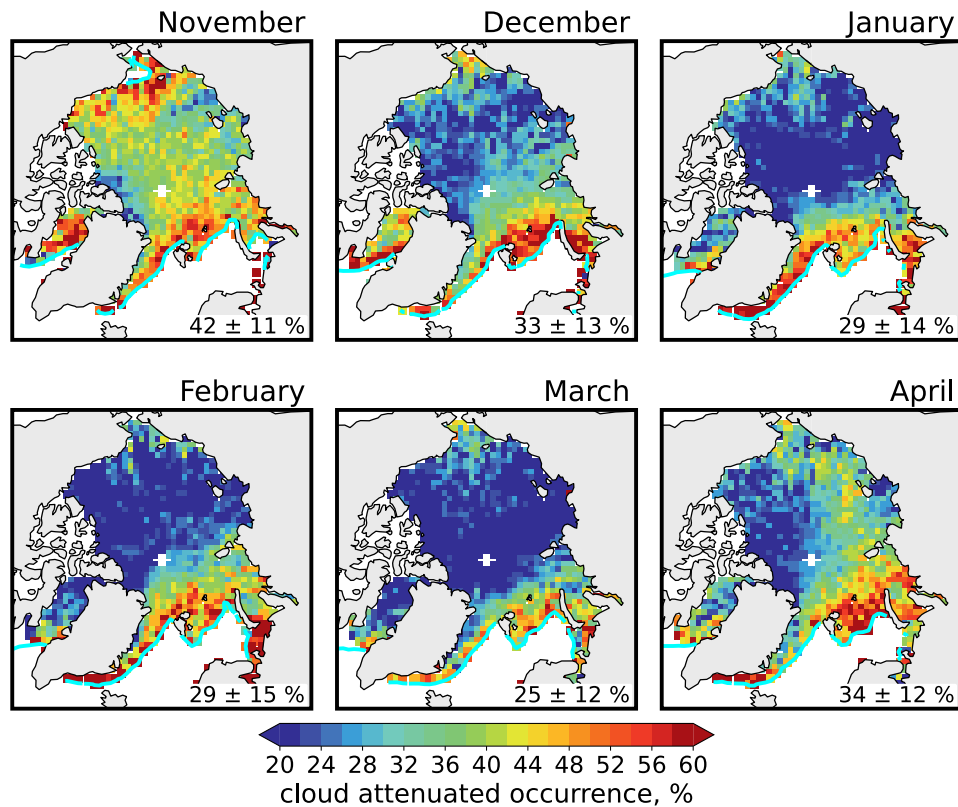 November
December
January
42 ± 11 %
33 ± 13 %
29 ± 14 %
February
March
April
29 ± 15 %
25 ± 12 %
34 ± 12 %
20 24 28 32 36 40 44 48 52 56 60
cloud attenuated occurrence, %